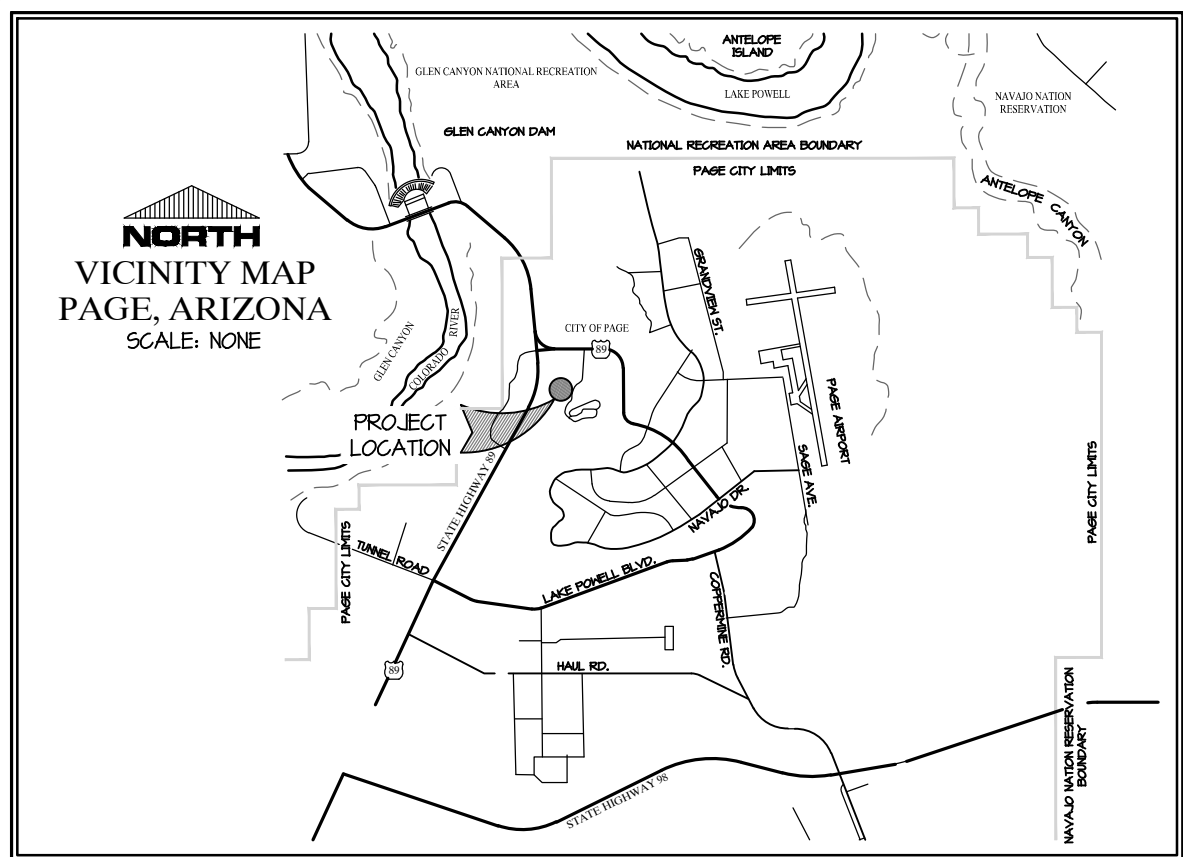 ANTELOPE
ISLAND
GLEN CANYON NATIONAL RECREATION
AREA
LAKE POWELL
NAVAJO NATION
RESERVATION
GLEN CANYON DAM
NATIONAL RECREATION AREA BOUNDARY
PAGE CITY LIMITS
ANTELOPE CANYON
NORTH
VICINITY MAP
PAGE, ARIZONA
SCALE: NONE
GRANDVIEW ST.
GLEN CANYON
COLORADO RIVER
CITY OF PAGE
89
PROJECT
LOCATION
PAGE AIRPORT
SAGE AVE.
STATE HIGHWAY 89
NAVAJO DR.
PAGE CITY LIMITS
PAGE CITY LIMITS
TUNNEL ROAD
LAKE POWELL BLVD.
COPPERMINE RD.
HAUL RD.
89
NAVAJO NATION RESERVATION
BOUNDARY
STATE HIGHWAY 98